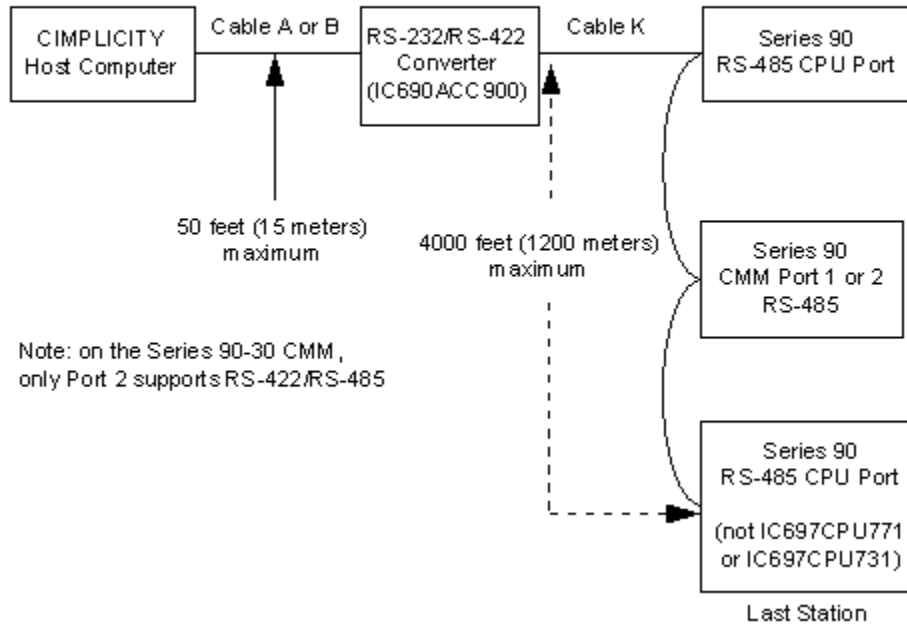 CIMPLICITY
Host Computer
Cable A or B
RS-232/RS-422
Converter
(IC690ACC900)
Cable K
Series 90
RS-485 CPU Port
50 feet (15 meters)
maximum
4000 feet (1200 meters)
maximum
Series 90
CMM Port 1 or 2
RS-485
Note: on the Series 90-30 CMM,
only Port 2 supports RS-422/RS-485
Series 90
RS-485 CPU Port
(not IC697CPU771
or IC697CPU731)
Last Station